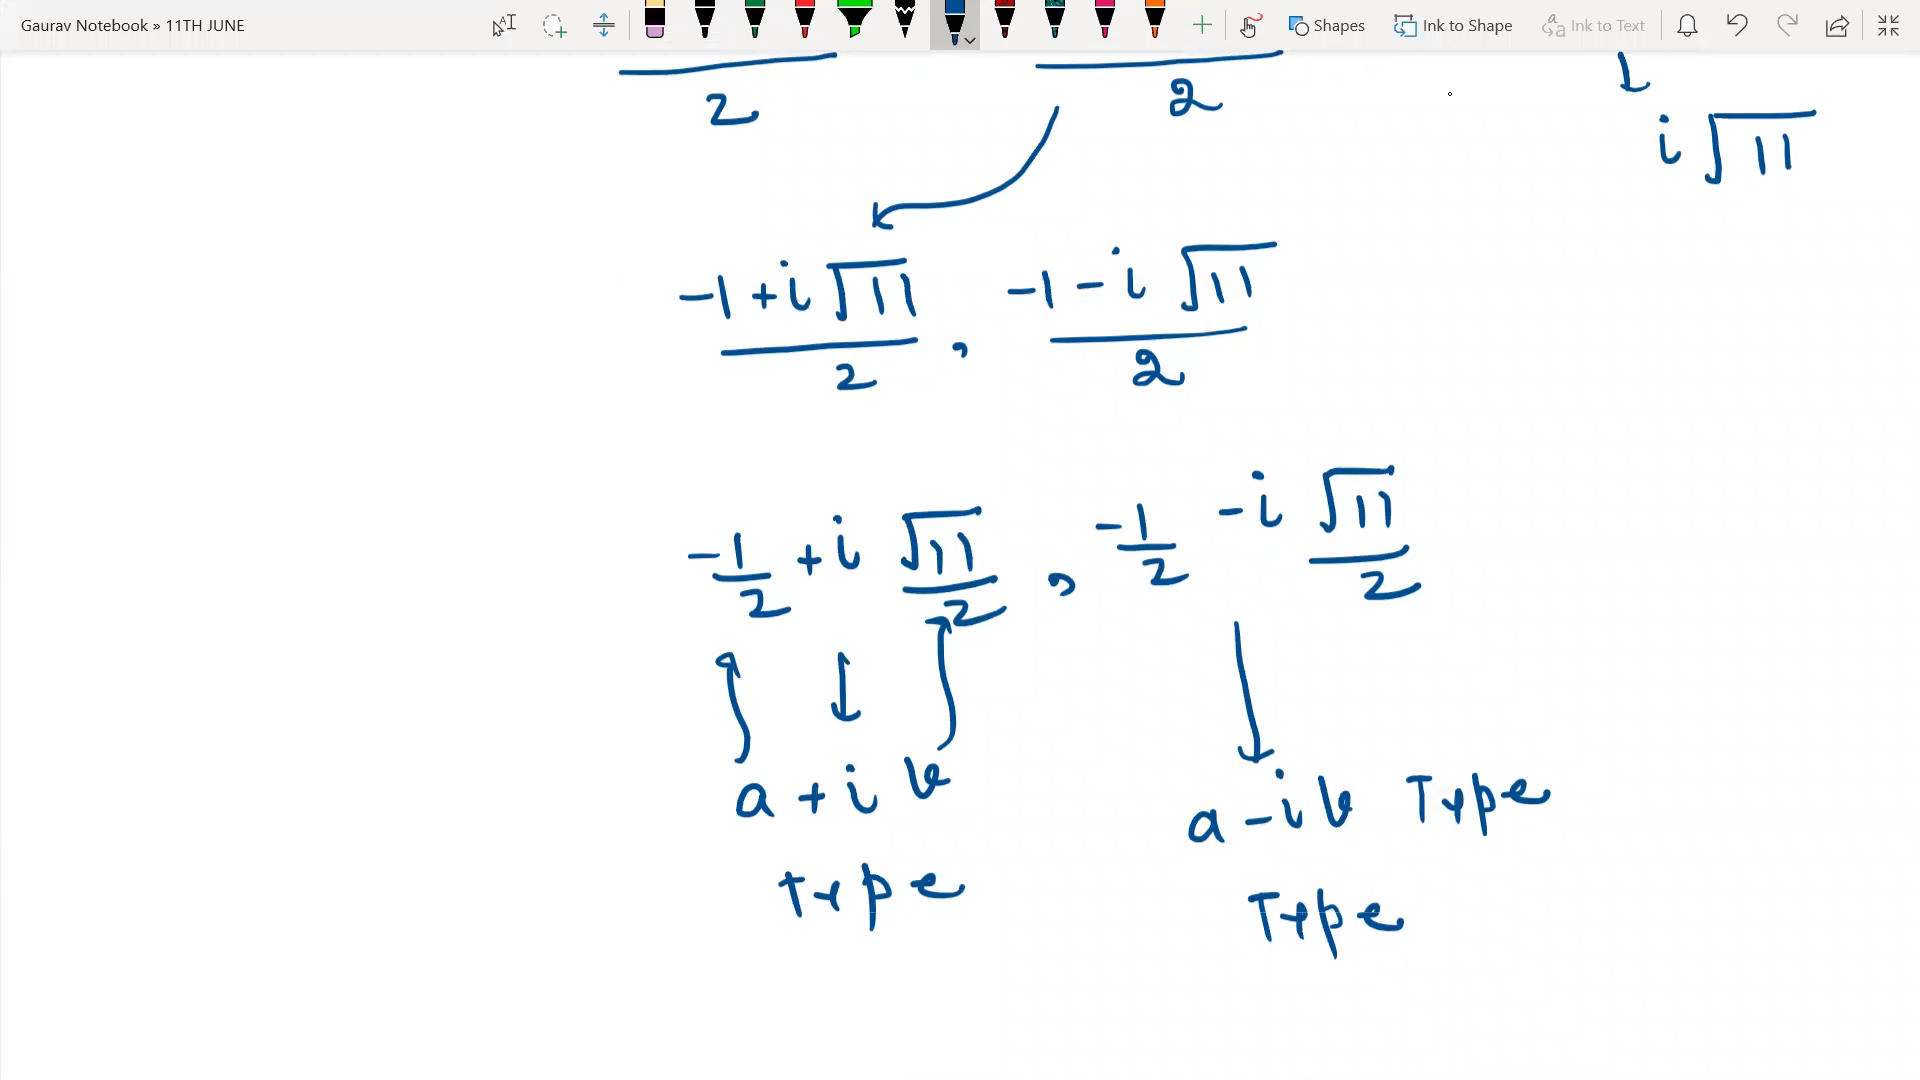 Gaurav Notebook » 11TH JUNE
Shapes
Ink to Shape
Ink to Text
2
2
i √11
-1 + i √11 / 2 , -1 - i √11 / 2
-1/2 + i √11/2 , -1/2 - i √11/2
a + i b
a - i b Type
Type
Type